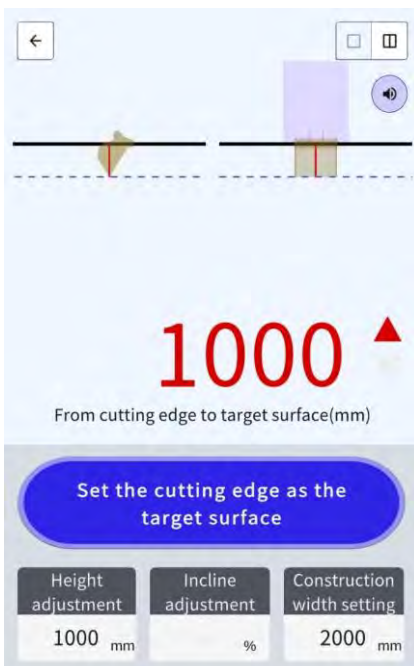 1000
From cutting edge to target surface(mm)
Set the cutting edge as the
target surface
Height
adjustment
1000 mm
Incline
adjustment
%
Construction
width setting
2000 mm